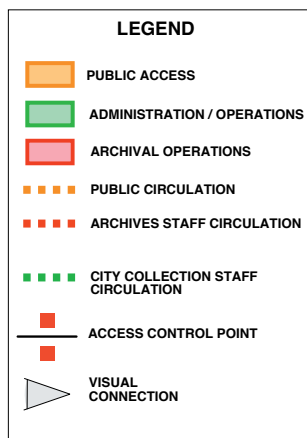 LEGEND
PUBLIC ACCESS
ADMINISTRATION / OPERATIONS
ARCHIVAL OPERATIONS
PUBLIC CIRCULATION
ARCHIVES STAFF CIRCULATION
CITY COLLECTION STAFF
CIRCULATION
ACCESS CONTROL POINT
VISUAL
CONNECTION